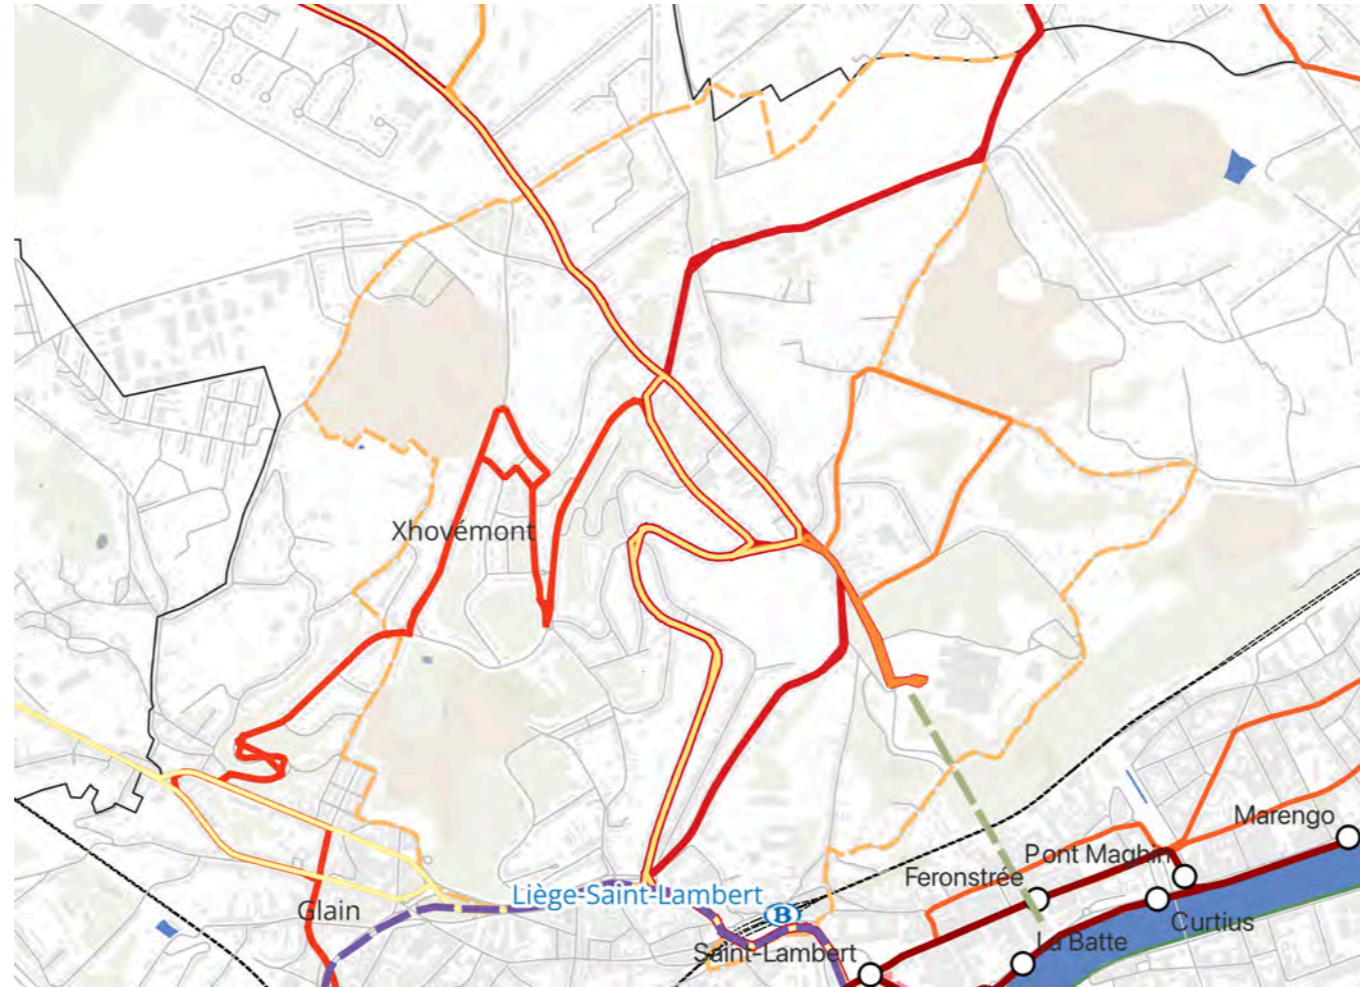 Xhovémont
Marengo
Pont Maghin
Feronstrée
Liège-Saint-Lambert
B
Glain
Curtius
La Batte
Saint-Lambert